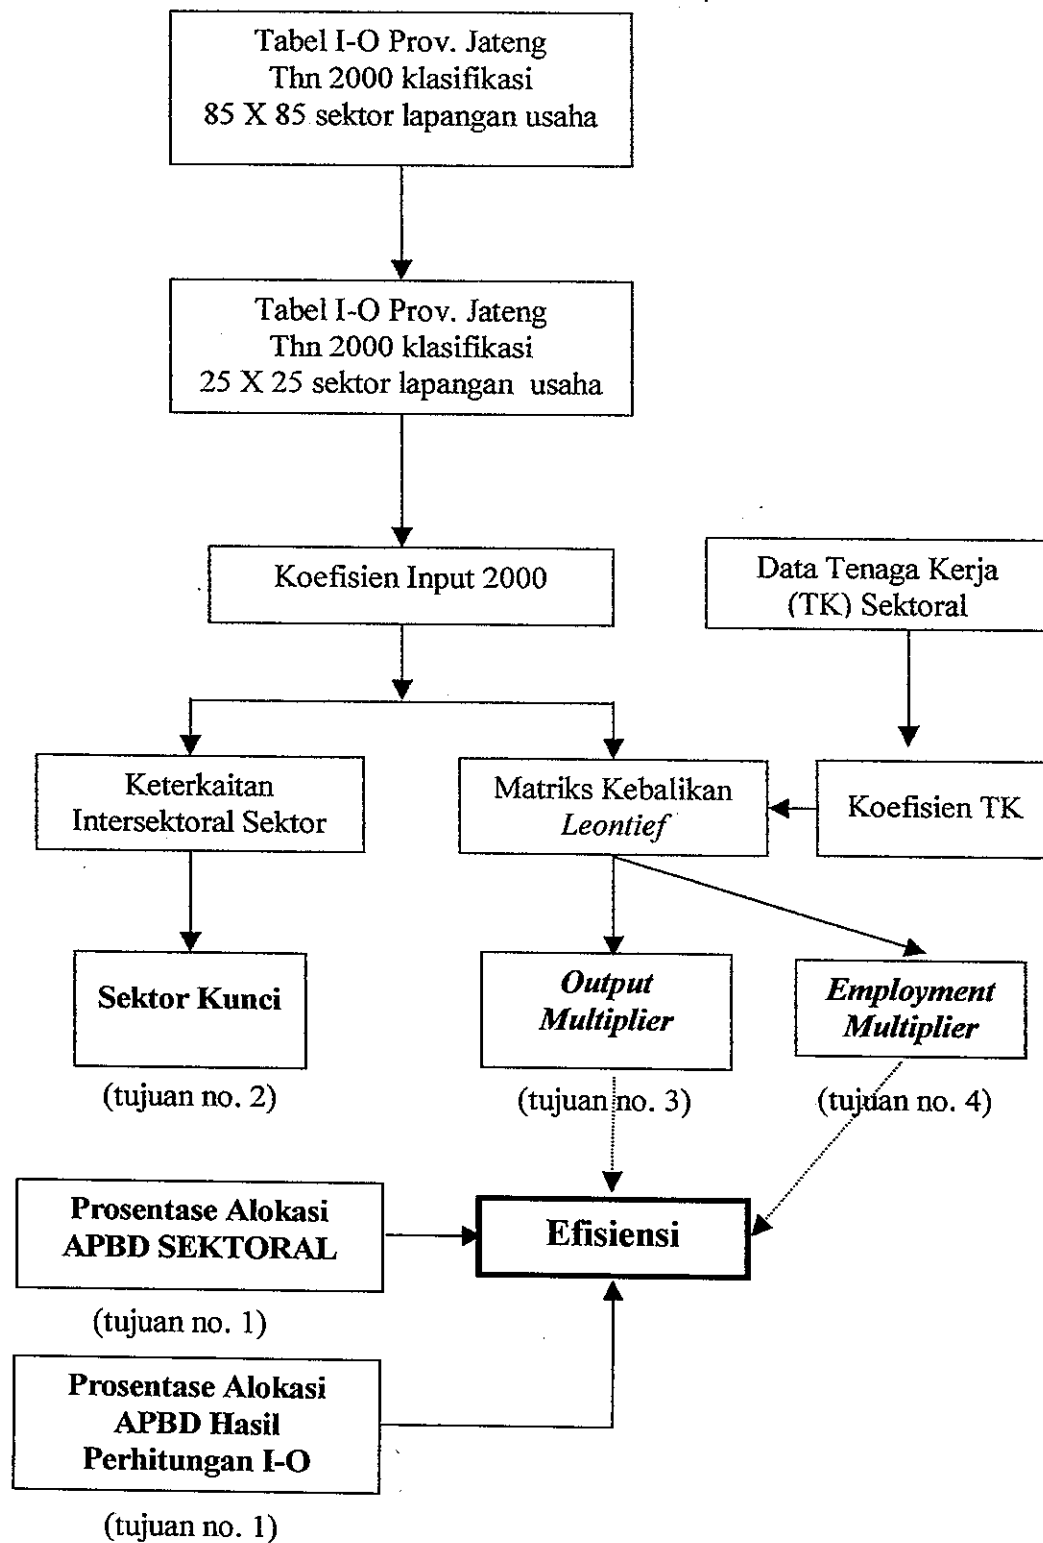 Tabel I-O Prov. Jateng
Thn 2000 klasifikasi
85 X 85 sektor lapangan usaha
Tabel I-O Prov. Jateng
Thn 2000 klasifikasi
25 X 25 sektor lapangan usaha
Koefisien Input 2000
Data Tenaga Kerja
(TK) Sektoral
Keterkaitan
Intersektoral Sektor
Matriks Kebalikan
Leontief
Koefisien TK
Sektor Kunci
(tujuan no. 2)
Output
Multiplier
(tujuan no. 3)
Employment
Multiplier
(tujuan no. 4)
Prosentase Alokasi
APBD SEKTORAL
(tujuan no. 1)
Efisiensi
Prosentase Alokasi
APBD Hasil
Perhitungan I-O
(tujuan no. 1)